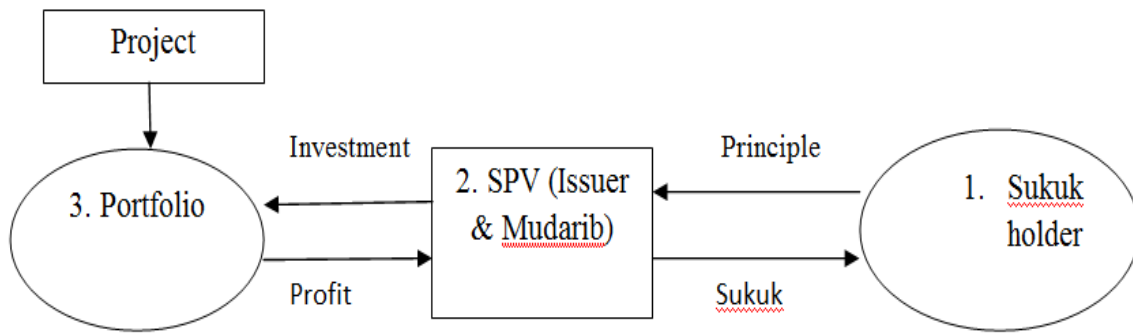 Project
Investment
Principle
3. Portfolio
2. SPV (Issuer
& Mudarib)
1. Sukuk
holder
Profit
Sukuk